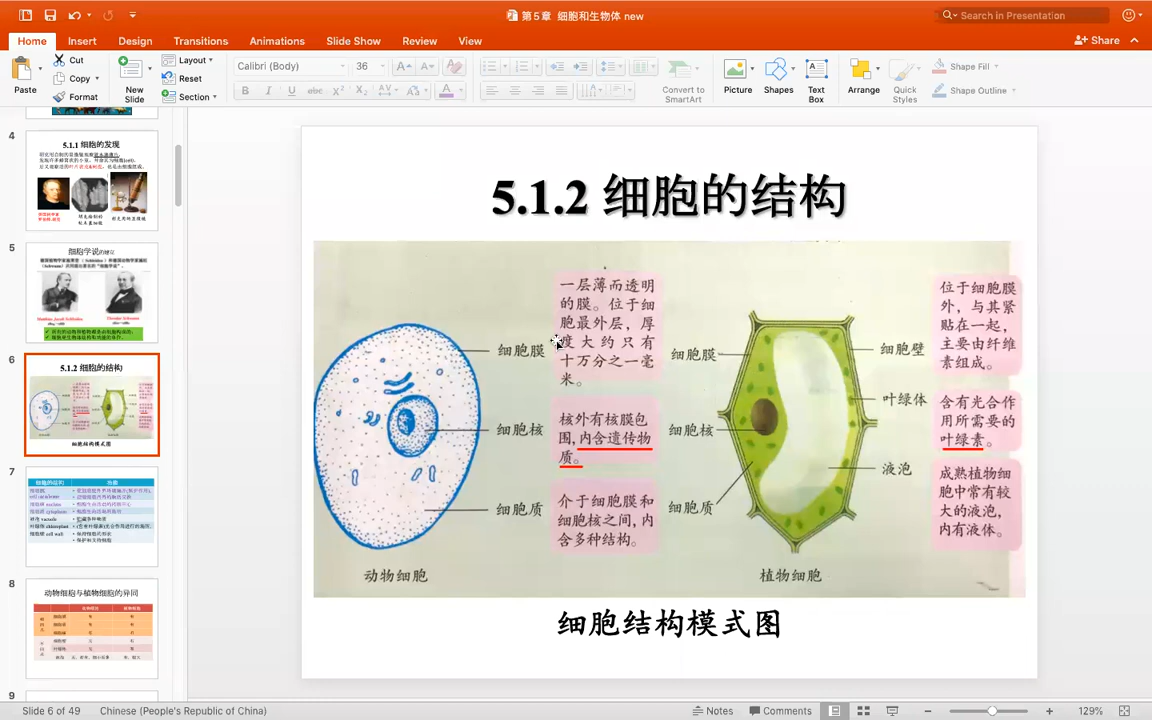 第5章 细胞和生物体 new
Search in Presentation
Home
Insert
Design
Transitions
Animations
Slide Show
Review
View
Share
Paste
Cut
Copy
Format
New Slide
Layout
Reset
Section
Calibri (Body)
36
Convert to SmartArt
Picture
Shapes
Text Box
Arrange
Quick Styles
Shape Fill
Shape Outline
4
5.1.1 细胞的发现
5
细胞学说
6
5.1.2 细胞的结构
细胞结构模式图
7
细胞的结构
功能
8
动物细胞与植物细胞的异同
9
5.1.2 细胞的结构
一层薄而透明
的膜。位于细
胞最外层，厚
度大约只有
十万分之一毫
米。
核外有核膜包
围，内含遗传物
质。
介于细胞膜和
细胞核之间，内
含多种结构。
细胞膜
细胞核
细胞质
动物细胞
细胞膜
细胞核
细胞质
细胞壁
叶绿体
液泡
植物细胞
位于细胞膜
外，与其紧
贴在一起，
主要由纤维
素组成。
含有光合作
用所需要的
叶绿素。
成熟植物细
胞中常有较
大的液泡，
内有液体。
细胞结构模式图
Slide 6 of 49
Chinese (People's Republic of China)
Notes
Comments
129%